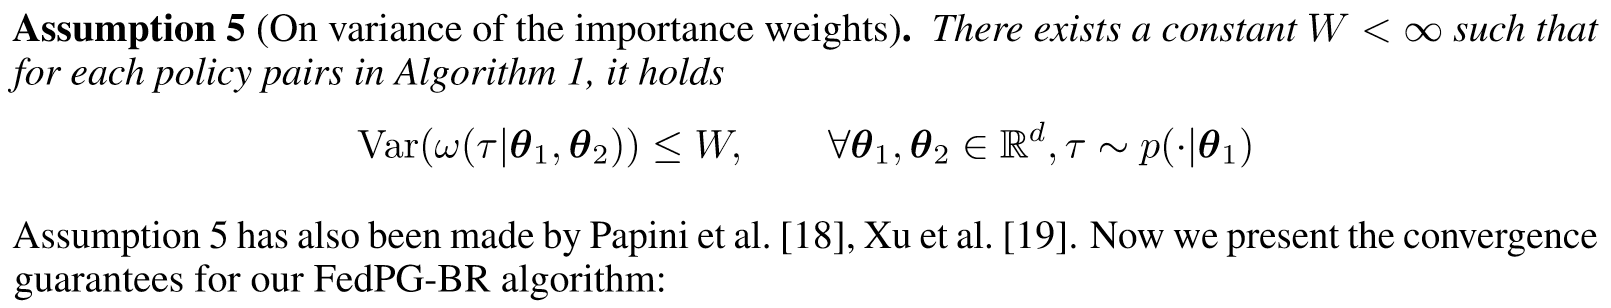 Assumption 5 (On variance of the importance weights). There exists a constant W < ∞ such that
for each policy pairs in Algorithm 1, it holds
Var(ω(τ|θ₁, θ₂)) ≤ W, ∀θ₁, θ₂ ∈ ℝᵈ, τ ∼ p(·|θ₁)
Assumption 5 has also been made by Papini et al. [18], Xu et al. [19]. Now we present the convergence
guarantees for our FedPG-BR algorithm: